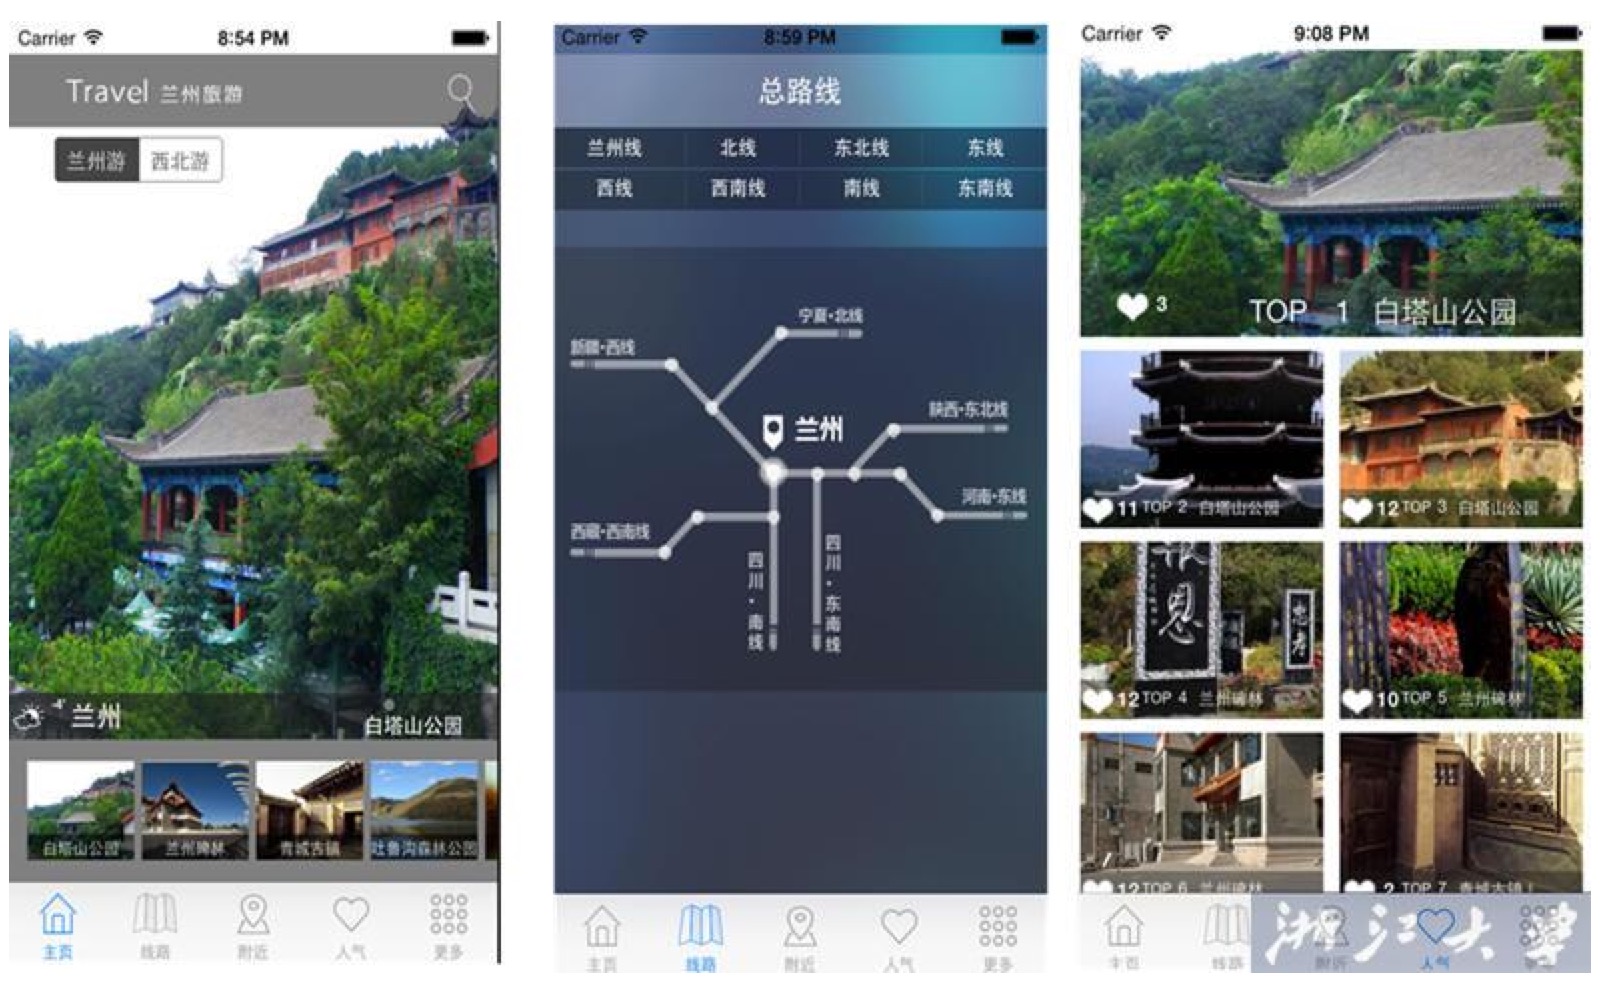 Carrier 8:54 PM
Travel 兰州旅游
兰州游 西北游
兰州
白塔山公园
白塔山公园 兰州碑林 青城古镇 吐鲁沟森林公园
主页 线路 附近 人气 更多
Carrier 8:59 PM
总路线
兰州线 北线 东北线 东线
西线 西南线 南线 东南线
宁夏·北线
新疆·西线
陕西·东北线
兰州
河南·东线
西藏·西南线
四川·南线
四川·东南线
主页 线路 附近 人气 更多
Carrier 9:08 PM
3 TOP 1 白塔山公园
11 TOP 2 白塔山公园
12 TOP 3 白塔山公园
報恩
忠孝
12 TOP 4 兰州碑林
10 TOP 5 兰州碑林
12 TOP 6 兰州碑林
2 TOP 7 青城古镇
主页 线路 附近 人气
浙江大学